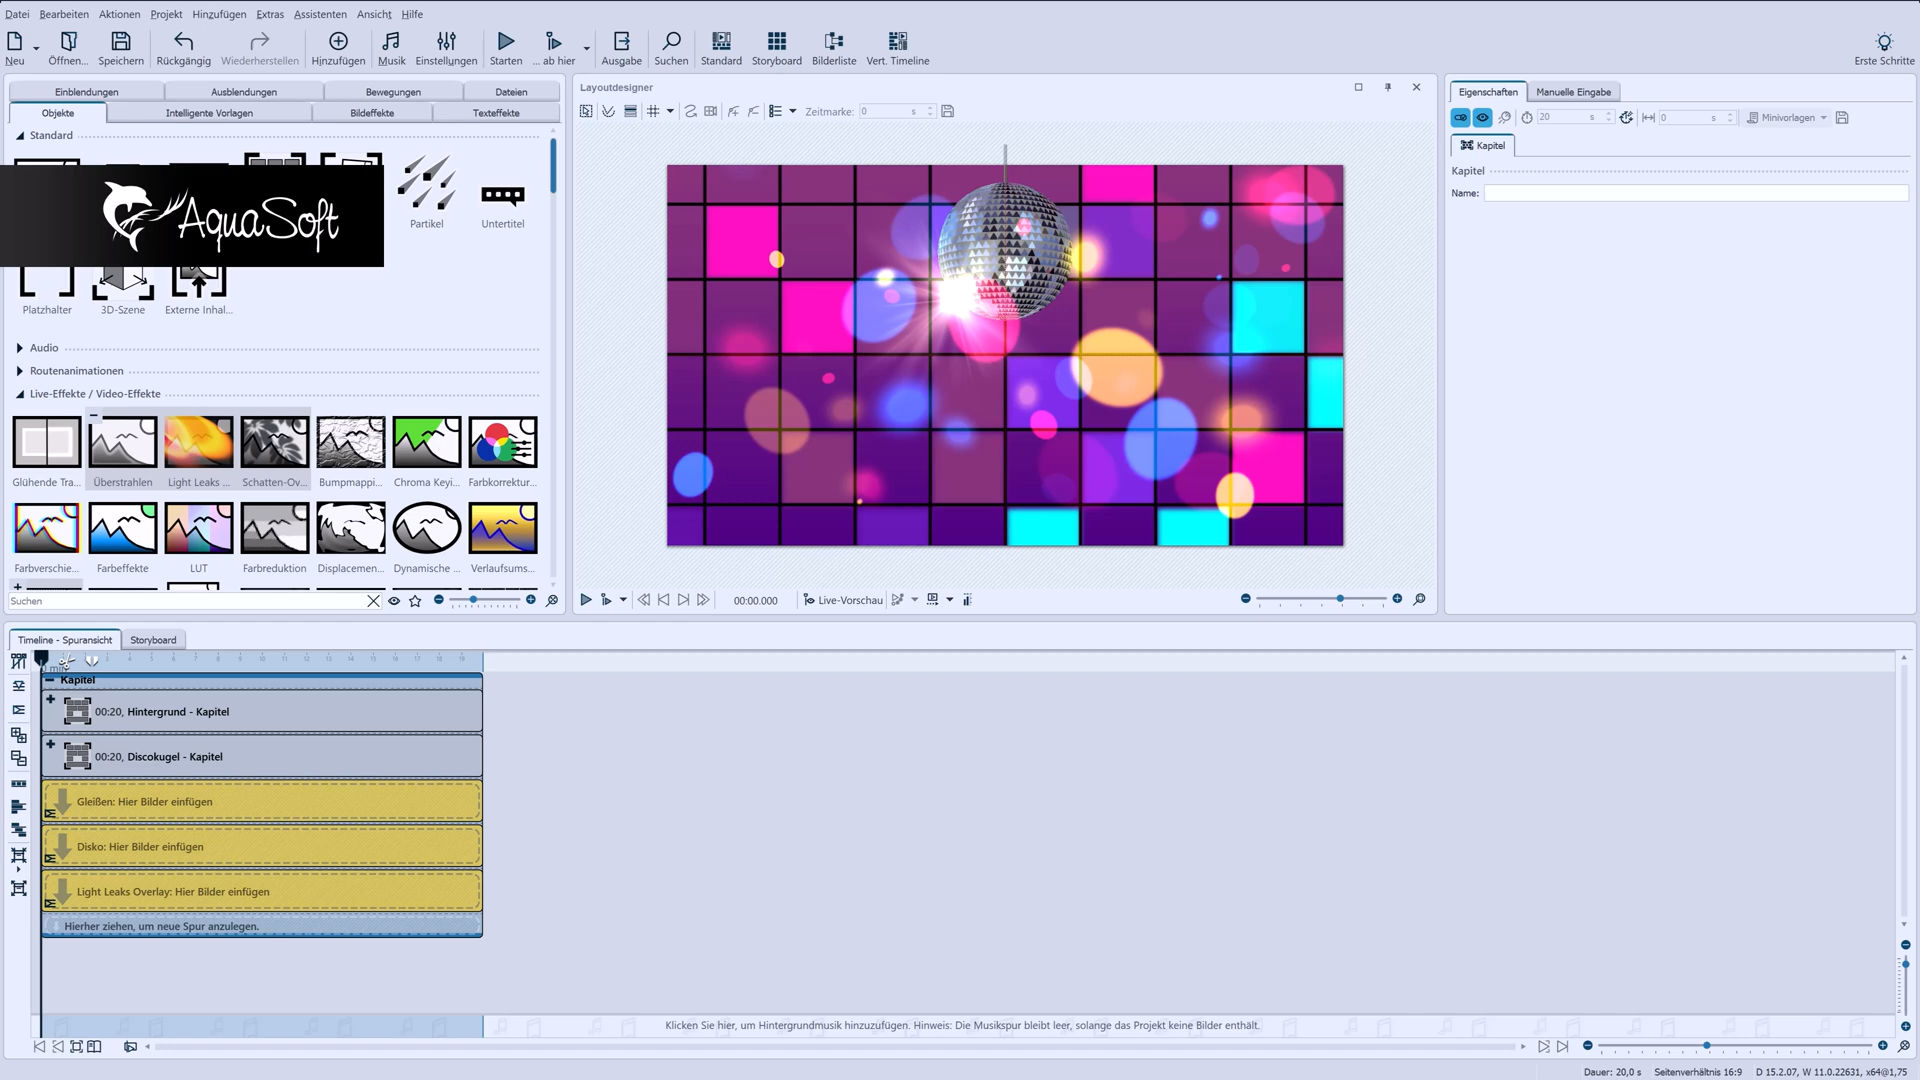 Datei Bearbeiten Aktionen Projekt Hinzufügen Extras Assistenten Ansicht Hilfe
Neu Öffnen... Speichern Rückgängig Wiederherstellen Hinzufügen Musik Einstellungen Starten ... ab hier Ausgabe Suchen Standard Storyboard Bilderliste Vert. Timeline Erste Schritte
Einblendungen Ausblendungen Bewegungen Dateien
Objekte Intelligente Vorlagen Bildeffekte Texteffekte
Standard
AquaSoft
Partikel Untertitel
Platzhalter 3D-Szene Externe Inhal...
Audio
Routenanimationen
Live-Effekte / Video-Effekte
Glühende Tra... Überstrahlen Light Leaks ... Schatten-Ov... Bumpmappi... Chroma Keyi... Farbkorrektur...
Farbverschie... Farbeffekte LUT Farbreduktion Displacemen... Dynamische ... Verlaufsums...
Suchen
Layoutdesigner
Zeitmarke: 0 s
00:00.000 Live-Vorschau
Eigenschaften Manuelle Eingabe
20 s 0 s Minivorlagen
Kapitel
Kapitel
Name:
Timeline - Spuransicht Storyboard
Kapitel
00:20, Hintergrund - Kapitel
00:20, Discokugel - Kapitel
Gleißen: Hier Bilder einfügen
Disko: Hier Bilder einfügen
Light Leaks Overlay: Hier Bilder einfügen
Hierher ziehen, um neue Spur anzulegen.
Klicken Sie hier, um Hintergrundmusik hinzuzufügen. Hinweis: Die Musikspur bleibt leer, solange das Projekt keine Bilder enthält.
Dauer: 20,0 s Seitenverhältnis 16:9 D 15.2.07, W 11.0.22631, x64@1,75